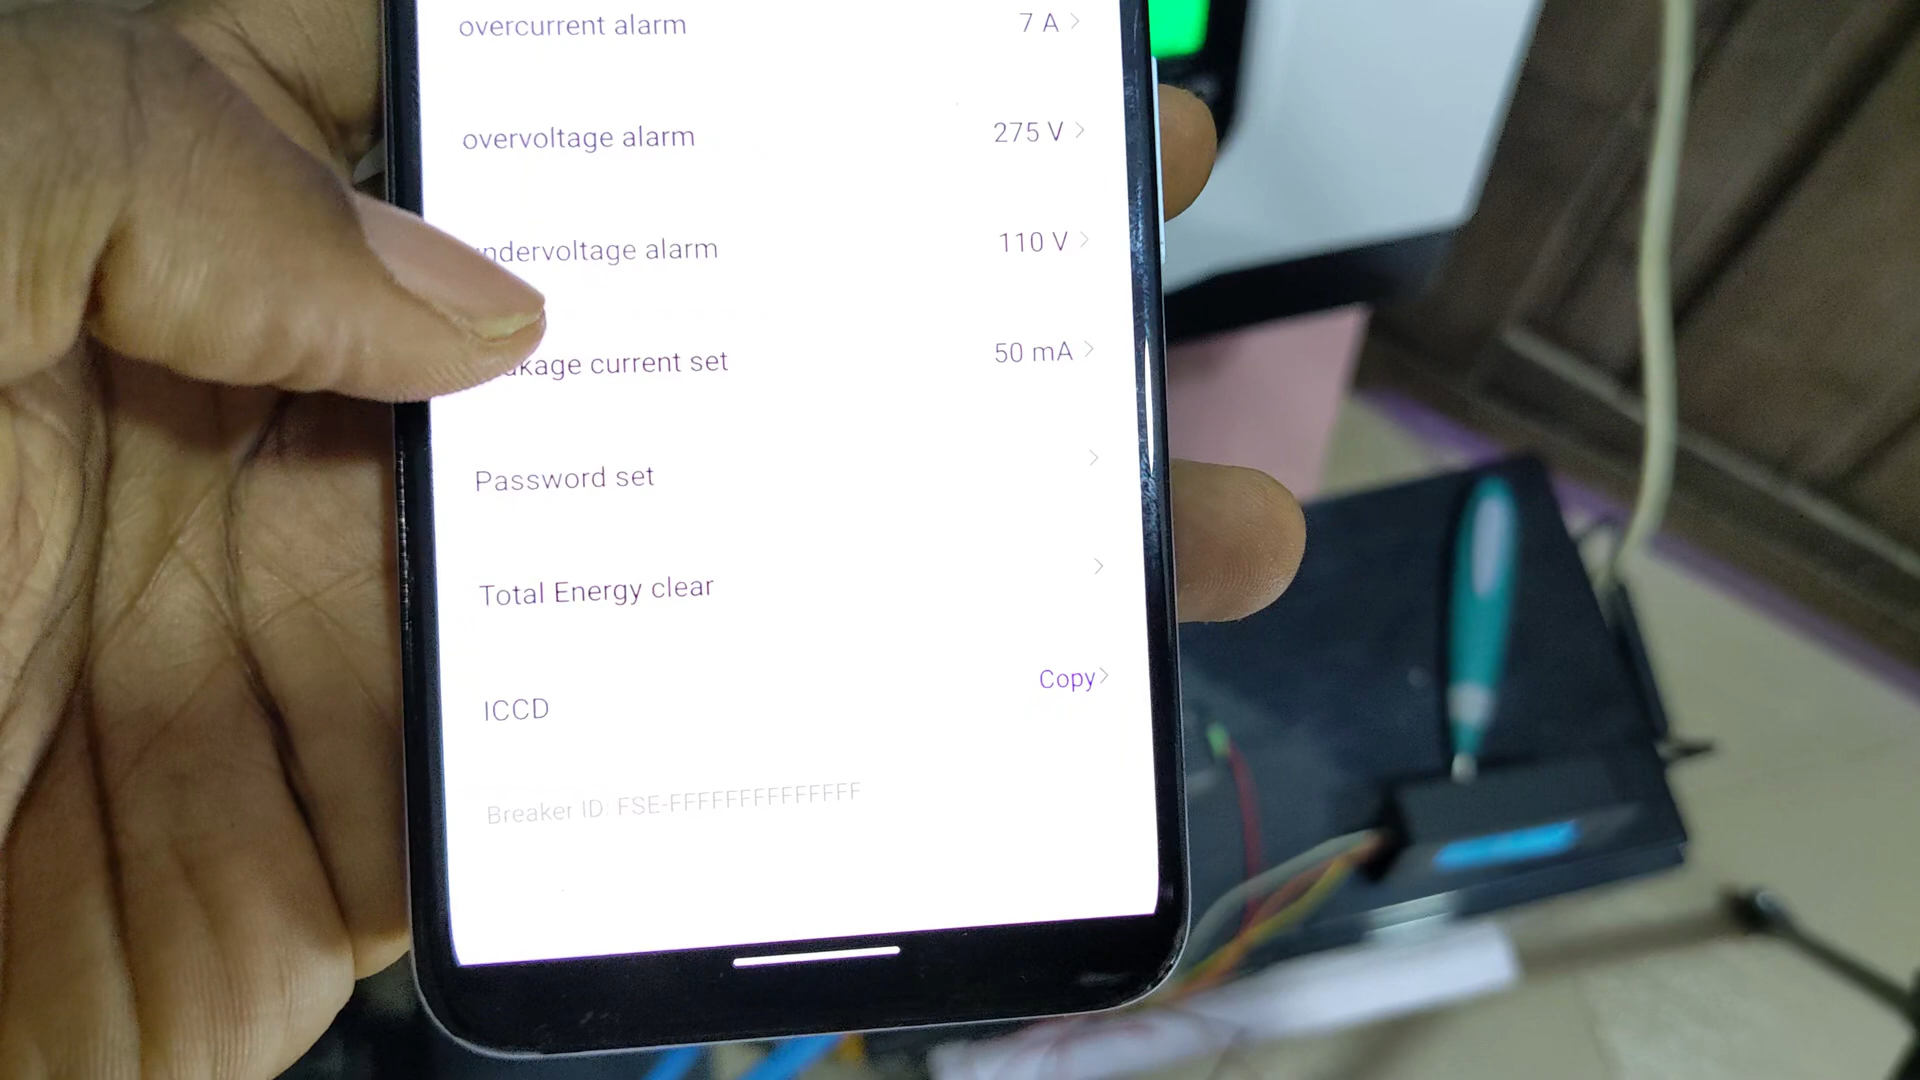 overcurrent alarm 7 A
overvoltage alarm 275 V
ndervoltage alarm 110 V
kage current set 50 mA
Password set
Total Energy clear
ICCD Copy
Breaker ID: FSE-FFFFFFFFFFFFFF